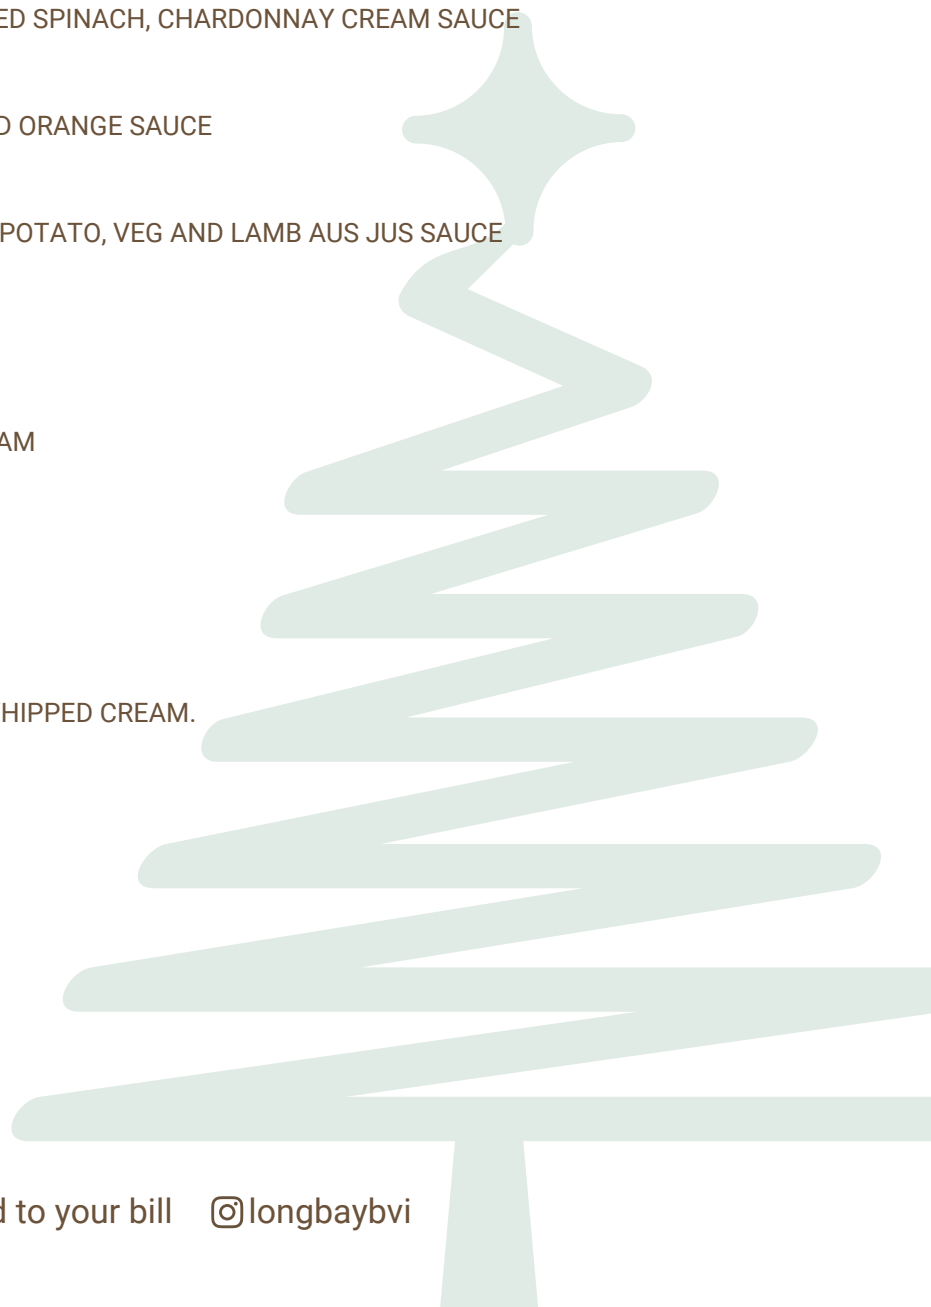 ED SPINACH, CHARDONNAY CREAM SAUCE
D ORANGE SAUCE
POTATO, VEG AND LAMB AUS JUS SAUCE
AM
HIPPED CREAM.
d to your bill longbaybvi